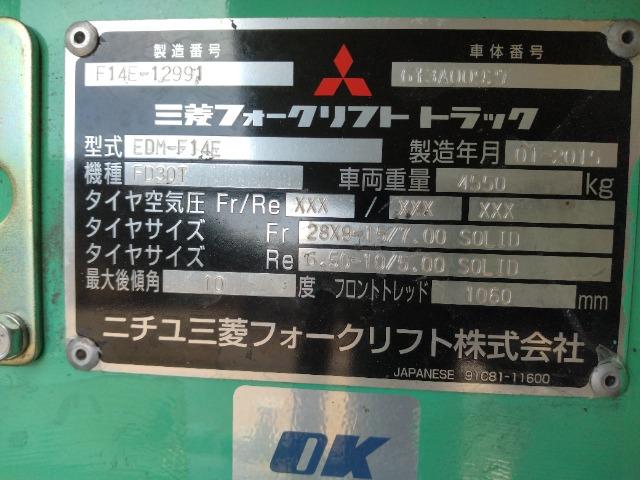 製造番号 車体番号
F14E-12991
三菱フォークリフト トラック
型式 EDM-F14E 製造年月 01-2015
機種 FD30T 車両重量 4550 kg
タイヤ空気圧 Fr/Re XXX / XXX XXX
タイヤサイズ Fr 28X9-15/7.00 SOLID
タイヤサイズ Re 6.50-10/5.00 SOLID
最大後傾角 10 度 フロントトレッド 1060 mm
ニチユ三菱フォークリフト株式会社
JAPANESE 91C81-11600
OK